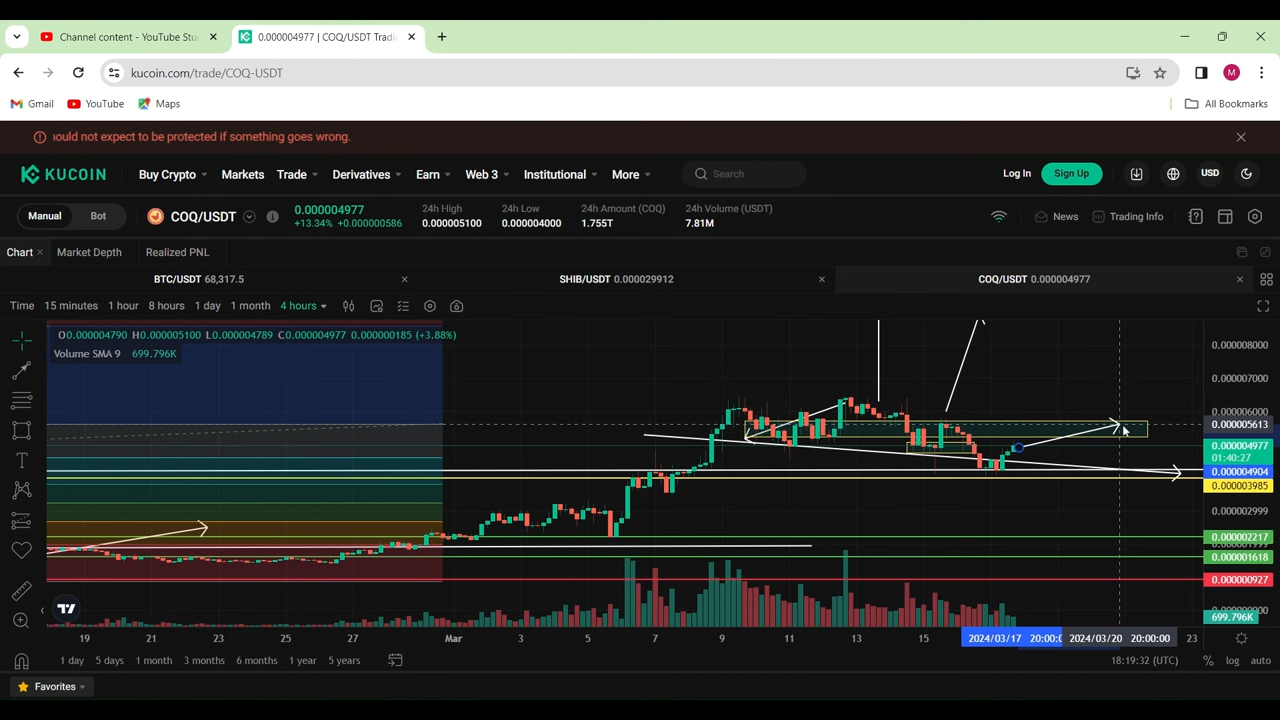 Channel content - YouTube Stu
0.000004977 | COQ/USDT Tradi
kucoin.com/trade/COQ-USDT
Gmail
YouTube
Maps
All Bookmarks
M
ould not expect to be protected if something goes wrong.
KUCOIN
Buy Crypto
Markets
Trade
Derivatives
Earn
Web 3
Institutional
More
Search
Log In
Sign Up
USD
Manual
Bot
COQ/USDT
0.000004977
+13.34% +0.000000586
24h High
0.000005100
24h Low
0.000004000
24h Amount (COQ)
1.755T
24h Volume (USDT)
7.81M
News
Trading Info
Chart
Market Depth
Realized PNL
BTC/USDT 68,317.5
SHIB/USDT 0.000029912
COQ/USDT 0.000004977
Time
15 minutes
1 hour
8 hours
1 day
1 month
4 hours
O0.000004790 H0.000005100 L0.000004789 C0.000004977 0.000000185 (+3.88%)
Volume SMA 9 699.796K
0.000008000
0.000007000
0.000006000
0.000005613
0.000004977
01:40:27
0.000004904
0.000003985
0.000002999
0.000002217
0.000001618
0.000000927
699.796K
19
21
23
25
27
Mar
3
5
7
9
11
13
15
2024/03/17 20:00:0
2024/03/20 20:00:00
23
1 day
5 days
1 month
3 months
6 months
1 year
5 years
18:19:32 (UTC)
%
log
auto
Favorites